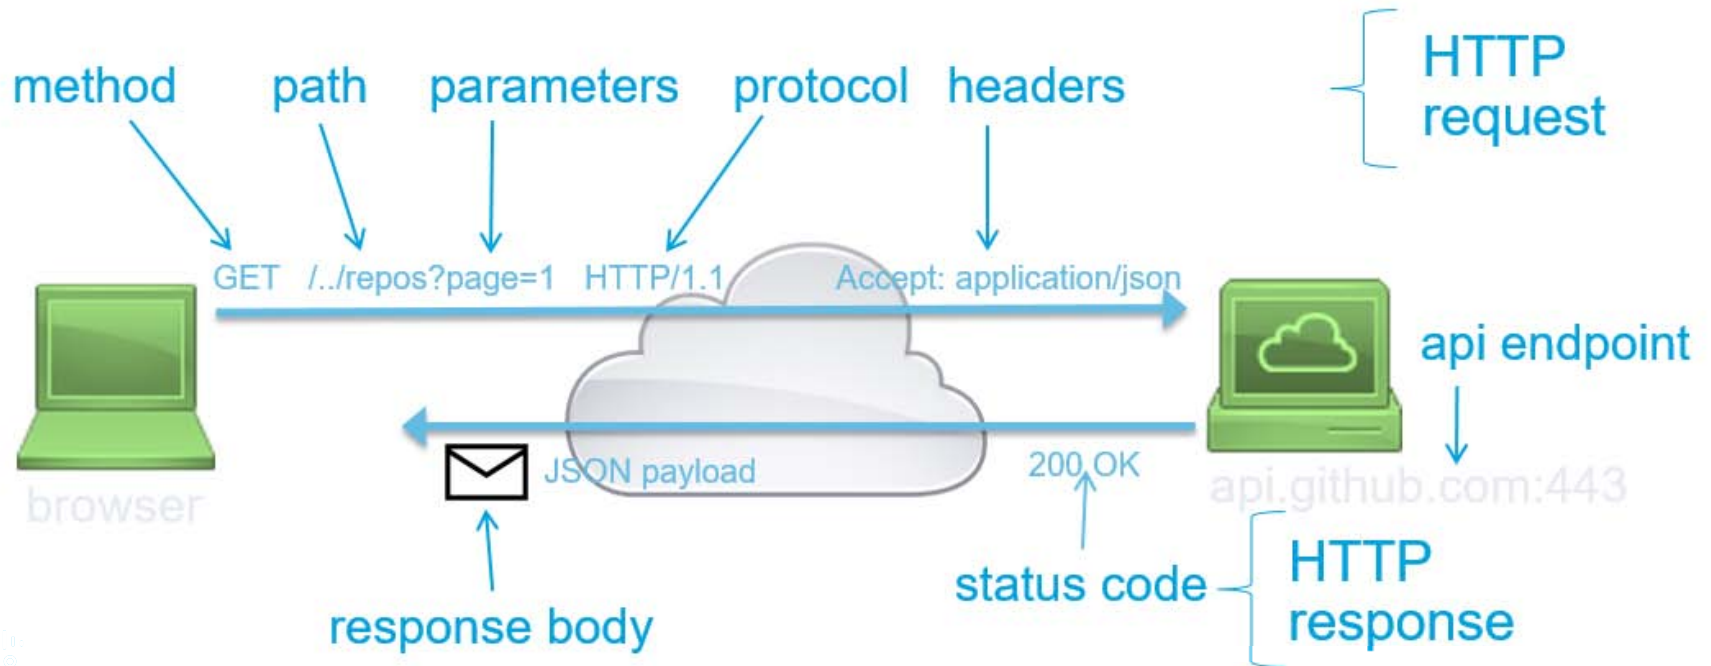 HTTP
request
method path parameters protocol headers
GET /../repos?page=1 HTTP/1.1 Accept: application/json
api endpoint
JSON payload
200 OK
browser
api.github.com:443
status code
HTTP
response
response body